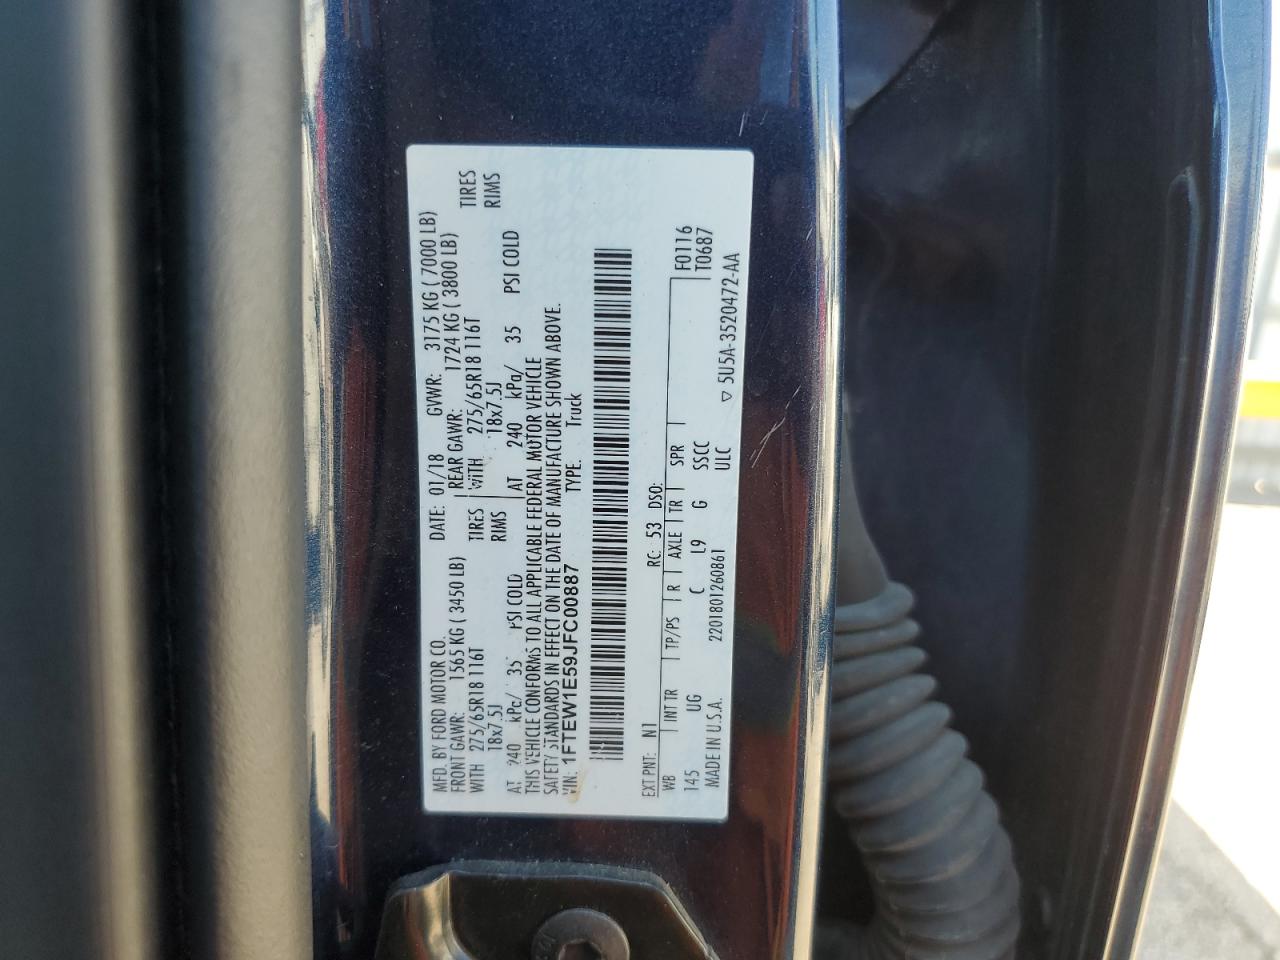 MFD. BY FORD MOTOR CO.
DATE: 01/18 GVWR: 3175 KG ( 7000 LB)
FRONT GAWR: 1565 KG ( 3450 LB) REAR GAWR: 1724 KG ( 3800 LB)
WITH 275/65R18 116T TIRES WITH 275/65R18 116T TIRES
18x7.5J RIMS 18x7.5J RIMS
AT 240 kPa/ 35 PSI COLD AT 240 kPa/ 35 PSI COLD
THIS VEHICLE CONFORMS TO ALL APPLICABLE FEDERAL MOTOR VEHICLE
SAFETY STANDARDS IN EFFECT ON THE DATE OF MANUFACTURE SHOWN ABOVE.
VIN: 1FTEW1E59JFC00887 TYPE: Truck
EXT PNT: N1 RC: 53 DSO: F0116
WB INT TR TP/PS R AXLE TR SPR T0687
145 UG C L9 G SSCC
MADE IN U.S.A. 2201801260861 ULC
▽ 5U5A-3520472-AA